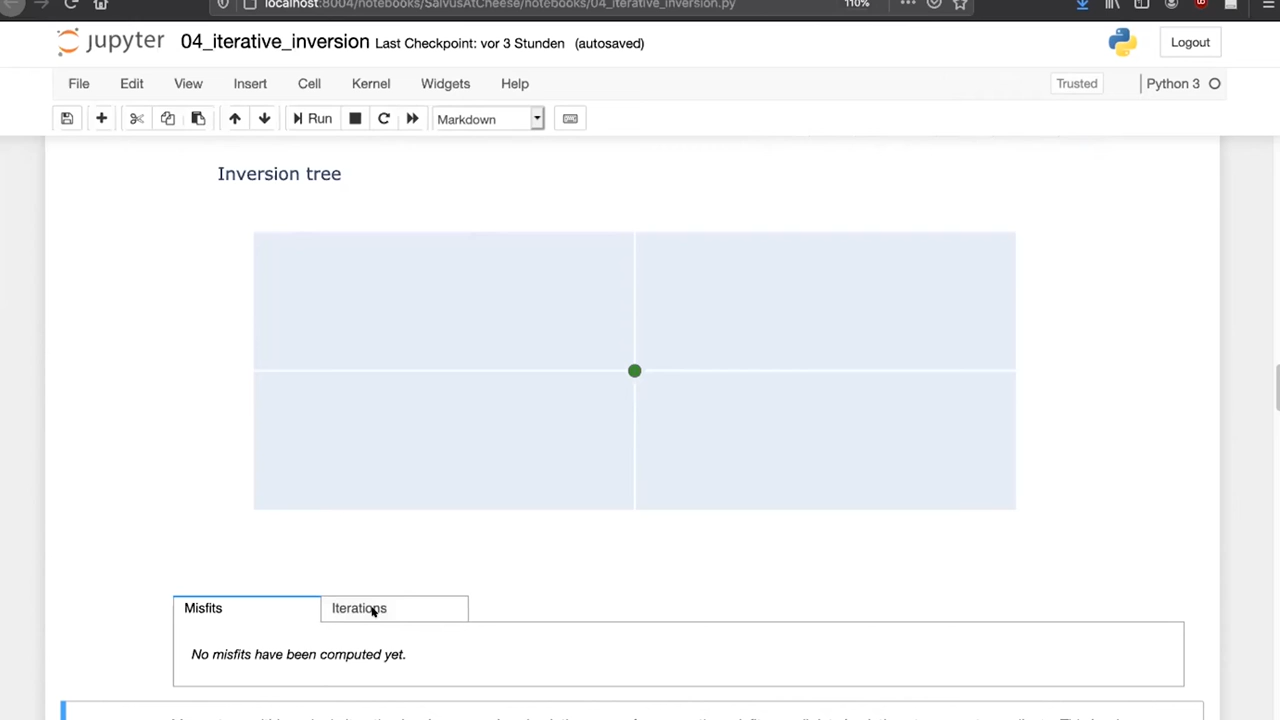 localhost:8004/notebooks/SalvusAtCheese/notebooks/04_iterative_inversion.py
110%
jupyter 04_iterative_inversion Last Checkpoint: vor 3 Stunden (autosaved)
Logout
File Edit View Insert Cell Kernel Widgets Help
Trusted
Python 3
Run
Markdown
Inversion tree
Misfits
Iterations
No misfits have been computed yet.